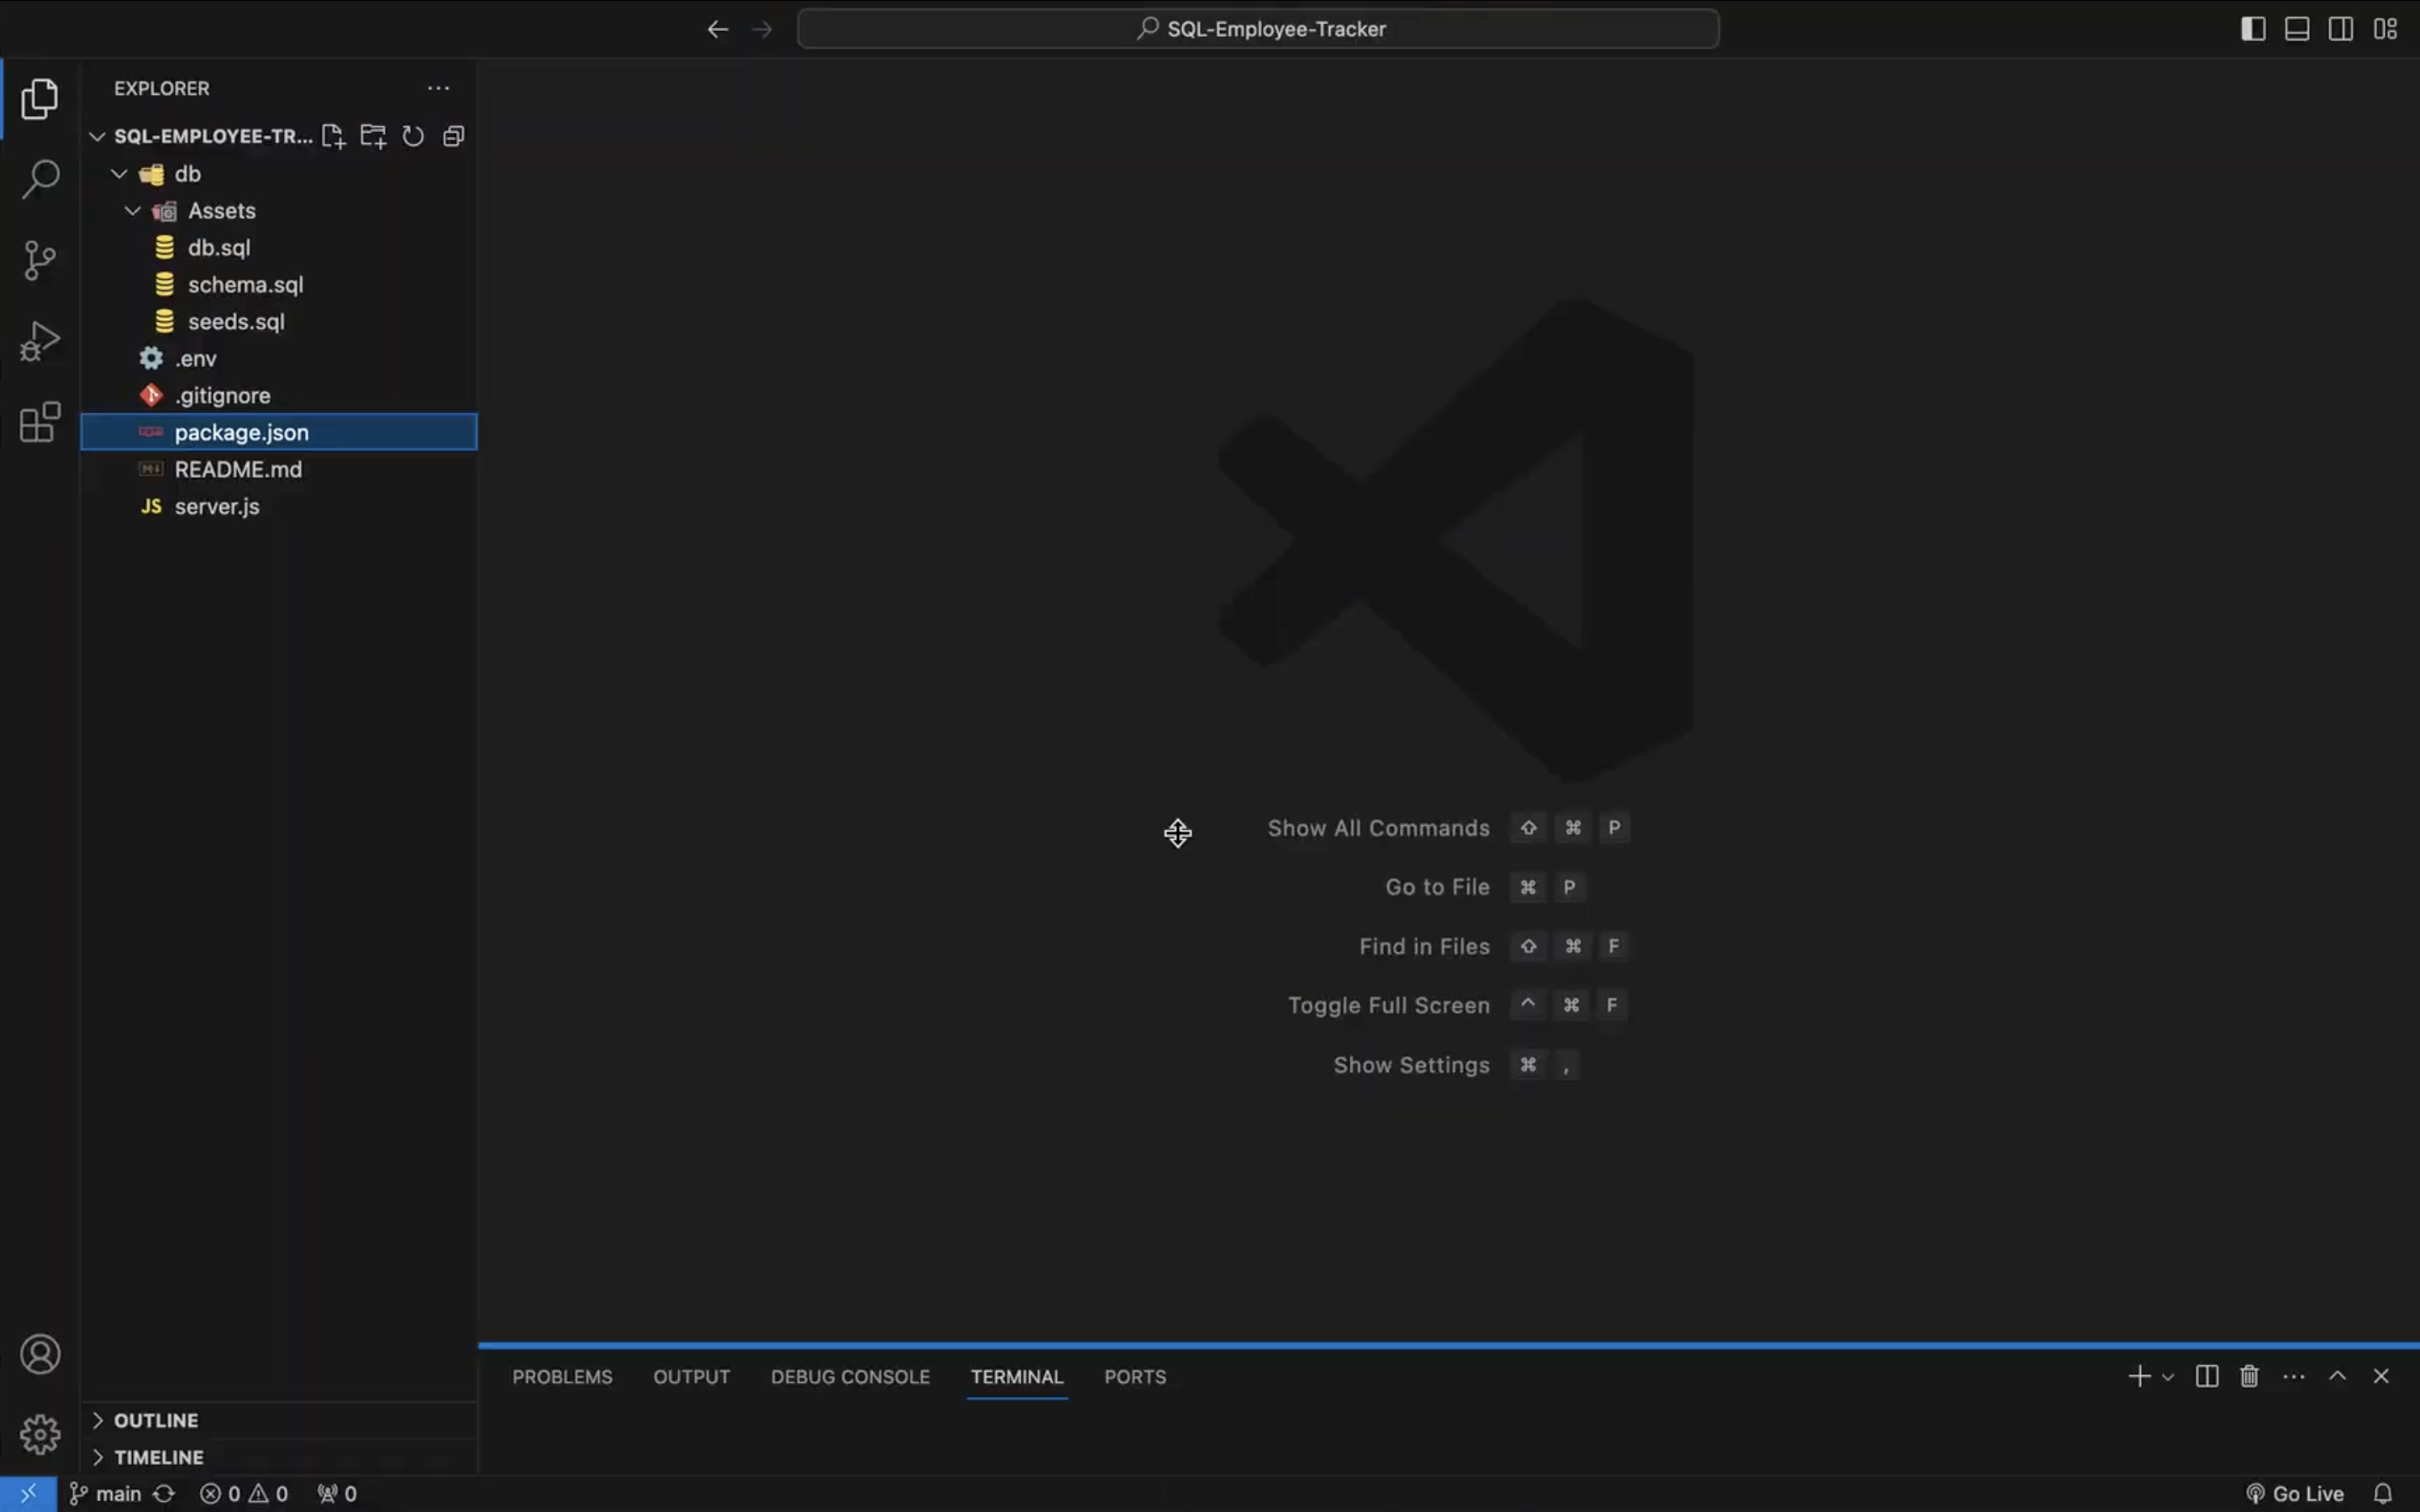 SQL-Employee-Tracker
EXPLORER
SQL-EMPLOYEE-TR...
db
Assets
db.sql
schema.sql
seeds.sql
.env
.gitignore
package.json
README.md
JS server.js
Show All Commands ⇧ ⌘ P
Go to File ⌘ P
Find in Files ⇧ ⌘ F
Toggle Full Screen ^ ⌘ F
Show Settings ⌘ ,
PROBLEMS OUTPUT DEBUG CONSOLE TERMINAL PORTS
OUTLINE
TIMELINE
main 0 0 0 Go Live